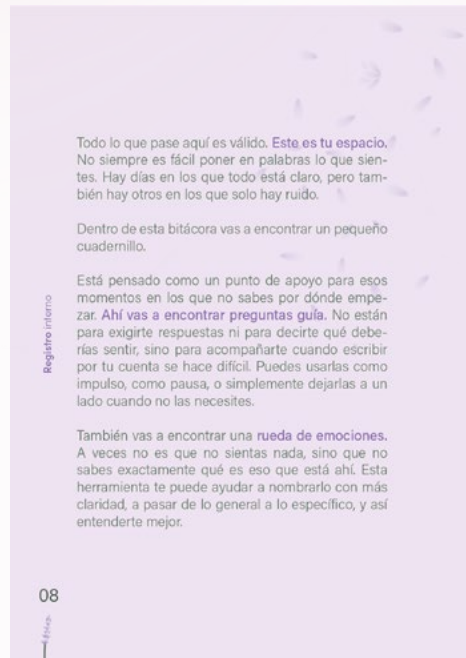 Todo lo que pase aquí es válido. Este es tu espacio.
No siempre es fácil poner en palabras lo que sien-
tes. Hay días en los que todo está claro, pero tam-
bién hay otros en los que solo hay ruido.
Dentro de esta bitácora vas a encontrar un pequeño
cuadernillo.
Está pensado como un punto de apoyo para esos
momentos en los que no sabes por dónde empe-
zar. Ahí vas a encontrar preguntas guía. No están
para exigirte respuestas ni para decirte qué debe-
rías sentir, sino para acompañarte cuando escribir
por tu cuenta se hace difícil. Puedes usarlas como
impulso, como pausa, o simplemente dejarlas a un
lado cuando no las necesites.
También vas a encontrar una rueda de emociones.
A veces no es que no sientas nada, sino que no
sabes exactamente qué es eso que está ahí. Esta
herramienta te puede ayudar a nombrarlo con más
claridad, a pasar de lo general a lo específico, y así
entenderte mejor.
Registro interno
08